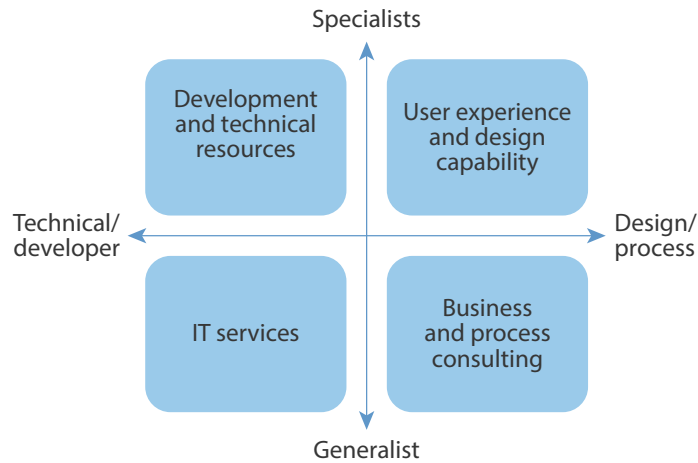 Specialists
Development
and technical
resources
User experience
and design
capability
Technical/
developer
Design/
process
IT services
Business
and process
consulting
Generalist